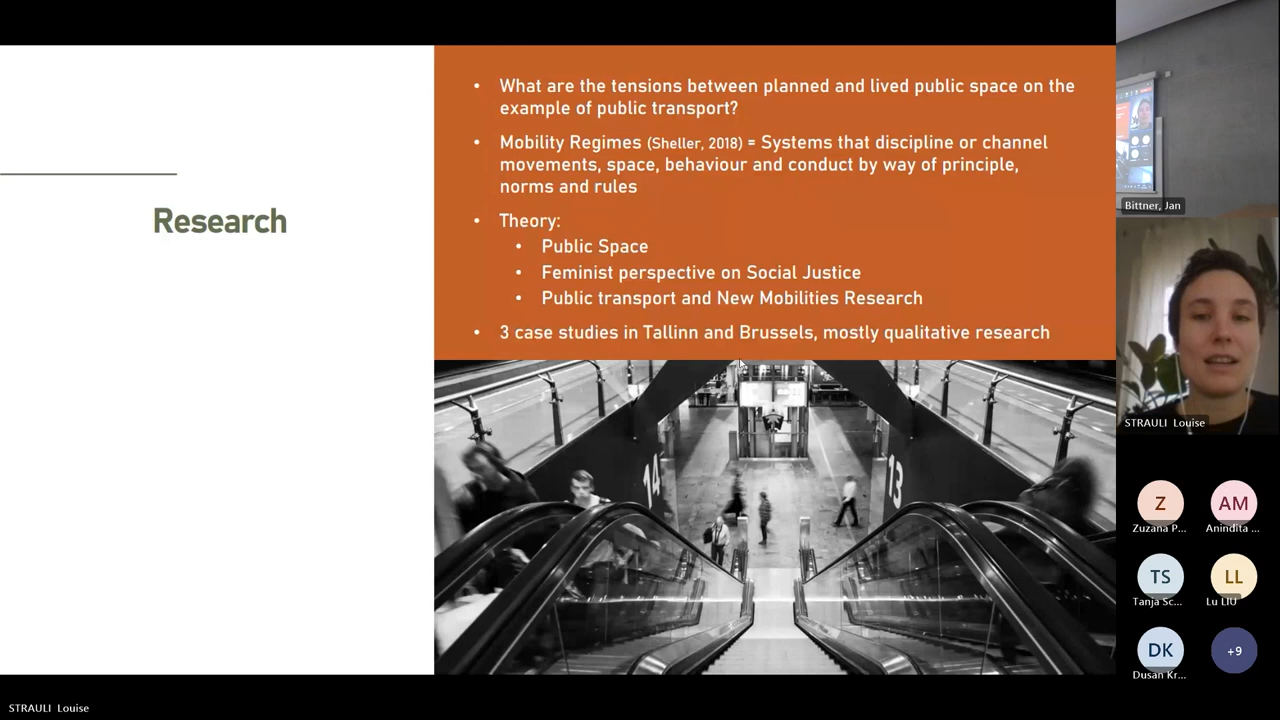 Research
• What are the tensions between planned and lived public space on the
example of public transport?
• Mobility Regimes (Sheller, 2018) = Systems that discipline or channel
movements, space, behaviour and conduct by way of principle,
norms and rules
• Theory:
• Public Space
• Feminist perspective on Social Justice
• Public transport and New Mobilities Research
• 3 case studies in Tallinn and Brussels, mostly qualitative research
14
13
Bittner, Jan
STRAULI Louise
Z
AM
Zuzana P...
Anindita ...
TS
LL
Tanja Sc...
Lu LIU
DK
+9
Dusan Kr...
STRAULI Louise